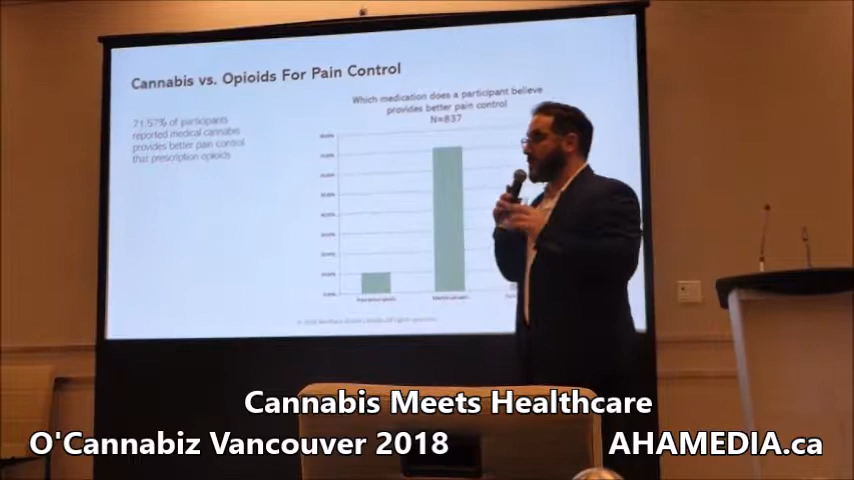 Cannabis vs. Opioids For Pain Control
71.57% of participants
reported medical cannabis
provides better pain control
that prescription opioids
Which medication does a participant believe
provides better pain control
N=837
Cannabis Meets HealthCare
O'Cannabiz Vancouver 2018
AHAMEDIA.ca